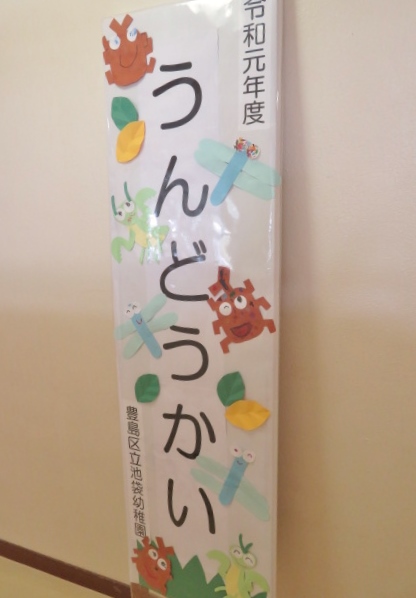 令和元年度
うんどうかい
豊島区立池袋幼稚園